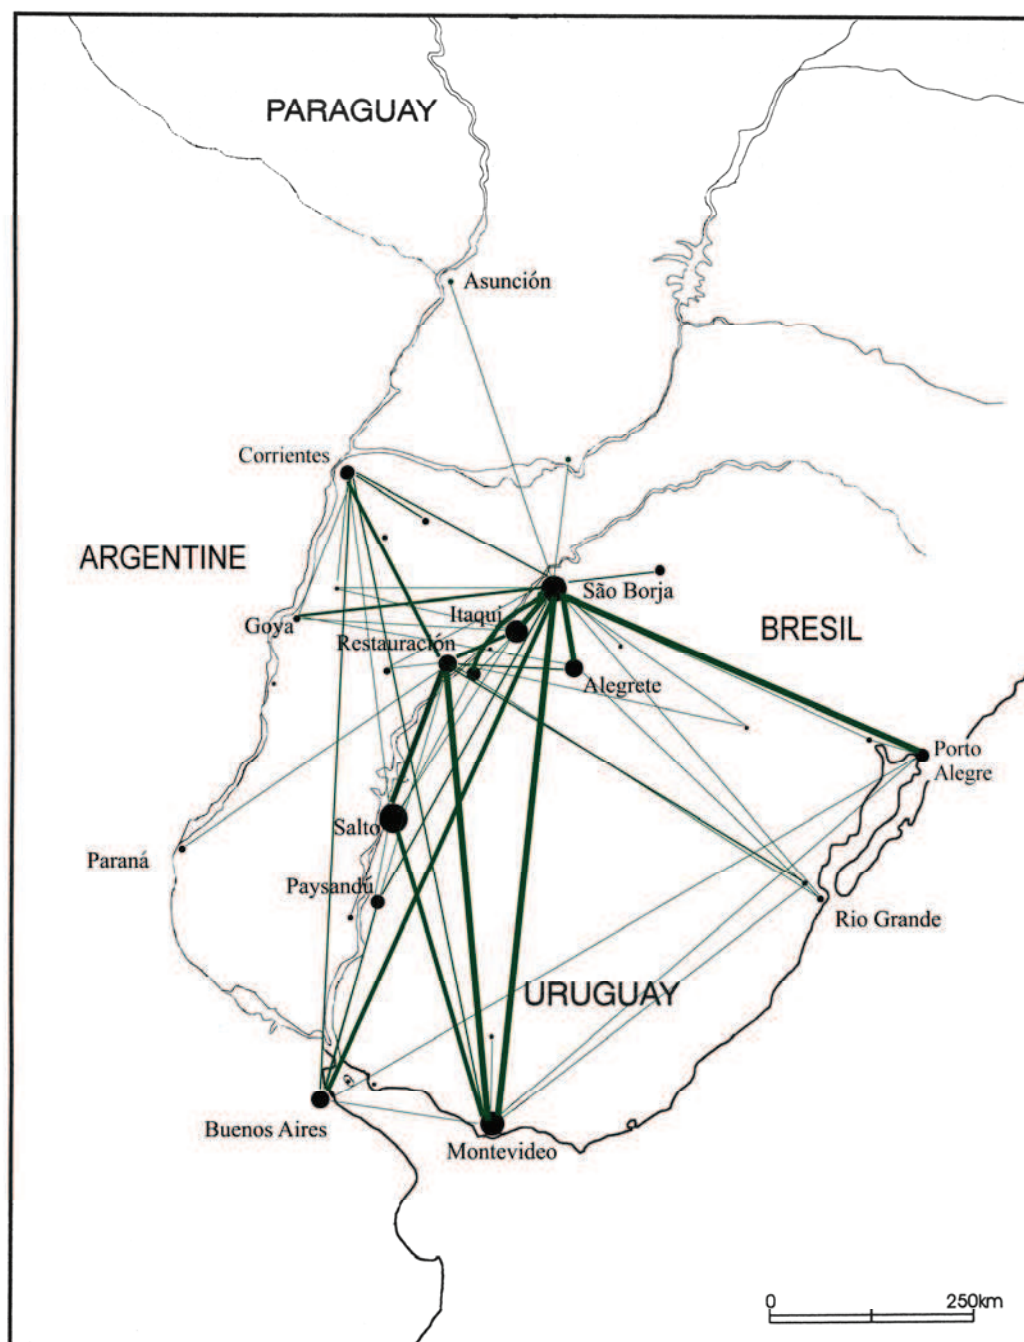 PARAGUAY
Asunción
Corrientes
ARGENTINE
São Borja
Itaqui
Goya
BRESIL
Restauración
Alegrete
Porto
Alegre
Salto
Paraná
Paysandú
Rio Grande
URUGUAY
Buenos Aires
Montevideo
0 250km